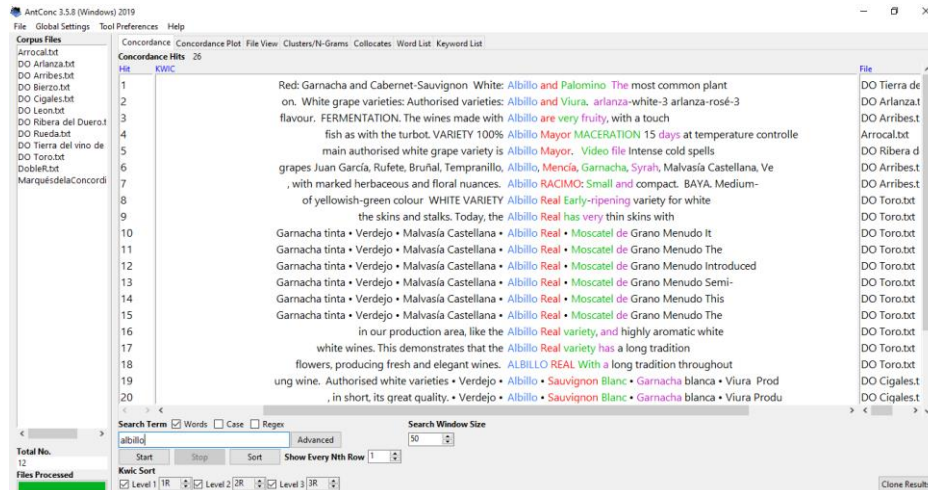 AntConc 3.5.8 (Windows) 2019
File Global Settings Tool Preferences Help
Corpus Files
Arrocal.txt
DO Arlanza.txt
DO Arribes.txt
DO Bierzo.txt
DO Cigales.txt
DO Leon.txt
DO Ribera del Duero.t
DO Rueda.txt
DO Tierra del vino de
DO Toro.txt
DobleR.txt
MarquésdelaConcordi
Total No.
12
Files Processed
Concordance Concordance Plot File View Clusters/N-Grams Collocates Word List Keyword List
Concordance Hits 26
Hit KWIC File
1 Red: Garnacha and Cabernet-Sauvignon White: Albillo and Palomino The most common plant DO Tierra de
2 on. White grape varieties: Authorised varieties: Albillo and Viura. arlanza-white-3 arlanza-rosé-3 DO Arlanza.t
3 flavour. FERMENTATION. The wines made with Albillo are very fruity, with a touch DO Arribes.t
4 fish as with the turbot. VARIETY 100% Albillo Mayor MACERATION 15 days at temperature controlle Arrocal.txt
5 main authorised white grape variety is Albillo Mayor. Video file Intense cold spells DO Ribera d
6 grapes Juan García, Rufete, Bruñal, Tempranillo, Albillo, Mencía, Garnacha, Syrah, Malvasía Castellana, Ve DO Arribes.t
7 , with marked herbaceous and floral nuances. Albillo RACIMO: Small and compact. BAYA. Medium- DO Arribes.t
8 of yellowish-green colour WHITE VARIETY Albillo Real Early-ripening variety for white DO Toro.txt
9 the skins and stalks. Today, the Albillo Real has very thin skins with DO Toro.txt
10 Garnacha tinta • Verdejo • Malvasía Castellana • Albillo Real • Moscatel de Grano Menudo It DO Toro.txt
11 Garnacha tinta • Verdejo • Malvasía Castellana • Albillo Real • Moscatel de Grano Menudo The DO Toro.txt
12 Garnacha tinta • Verdejo • Malvasía Castellana • Albillo Real • Moscatel de Grano Menudo Introduced DO Toro.txt
13 Garnacha tinta • Verdejo • Malvasía Castellana • Albillo Real • Moscatel de Grano Menudo Semi- DO Toro.txt
14 Garnacha tinta • Verdejo • Malvasía Castellana • Albillo Real • Moscatel de Grano Menudo This DO Toro.txt
15 Garnacha tinta • Verdejo • Malvasía Castellana • Albillo Real • Moscatel de Grano Menudo The DO Toro.txt
16 in our production area, like the Albillo Real variety, and highly aromatic white DO Toro.txt
17 white wines. This demonstrates that the Albillo Real variety has a long tradition DO Toro.txt
18 flowers, producing fresh and elegant wines. ALBILLO REAL With a long tradition throughout DO Toro.txt
19 ung wine. Authorised white varieties • Verdejo • Albillo • Sauvignon Blanc • Garnacha blanca • Viura Prod DO Cigales.t
20 , in short, its great quality. • Verdejo • Albillo • Sauvignon Blanc • Garnacha blanca • Viura Produ DO Cigales.t
Search Term Words Case Regex Search Window Size
albillo Advanced 50
Start Stop Sort Show Every Nth Row 1
Kwic Sort
Level 1 1R Level 2 2R Level 3 3R Clone Results